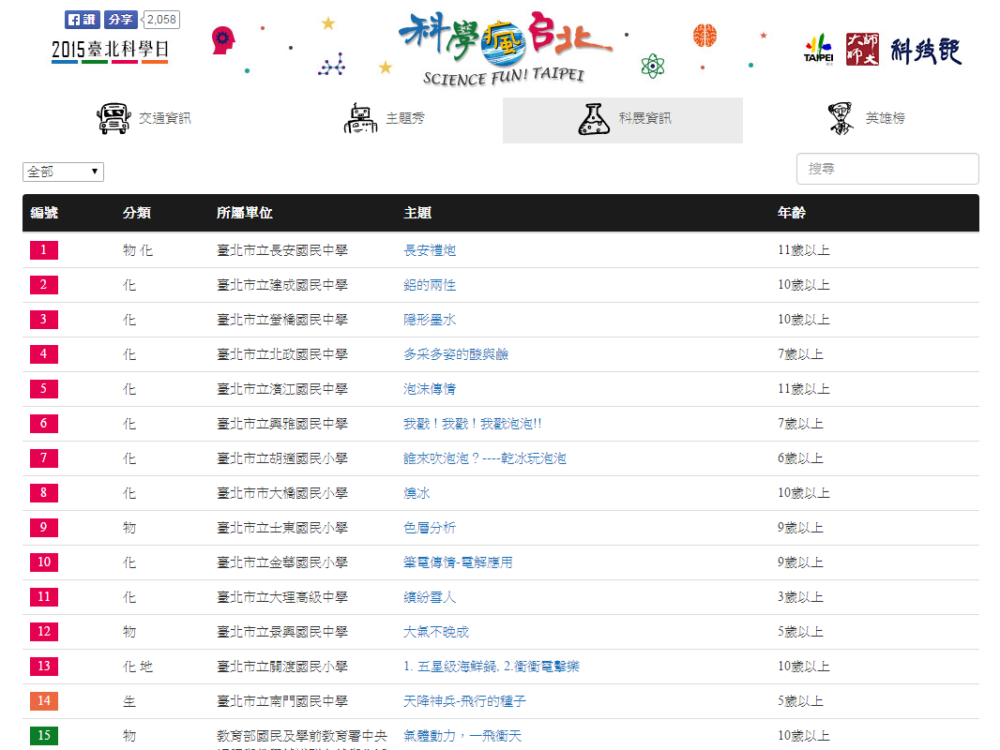 讚 分享 2,058
2015臺北科學日
科學瘋台北
SCIENCE FUN! TAIPEI
TAIPEI 師大 大師 科技部
交通資訊 主題秀 科展資訊 英雄榜
全部 搜尋
編號 分類 所屬單位 主題 年齡
1 物 化 臺北市立長安國民中學 長安禮炮 11歲以上
2 化 臺北市立建成國民中學 鋁的兩性 10歲以上
3 化 臺北市立螢橋國民中學 隱形墨水 10歲以上
4 化 臺北市立北政國民中學 多采多姿的酸與鹼 7歲以上
5 化 臺北市立濱江國民中學 泡沫傳情 11歲以上
6 化 臺北市立興雅國民中學 我戳！我戳！我戳泡泡!! 7歲以上
7 化 臺北市立胡適國民小學 誰來吹泡泡？----乾冰玩泡泡 6歲以上
8 化 臺北市市大橋國民小學 燒冰 10歲以上
9 物 臺北市立士東國民小學 色層分析 9歲以上
10 化 臺北市立金華國民小學 筆電傳情-電解應用 9歲以上
11 化 臺北市立大理高級中學 繽紛雪人 3歲以上
12 物 臺北市立景興國民中學 大氣不晚成 5歲以上
13 化 地 臺北市立關渡國民小學 1. 五星級海鮮鍋, 2.衝衝電擊樂 10歲以上
14 生 臺北市立南門國民中學 天降神兵-飛行的種子 5歲以上
15 物 教育部國民及學前教育署中央 氣體動力，一飛衝天 10歲以上